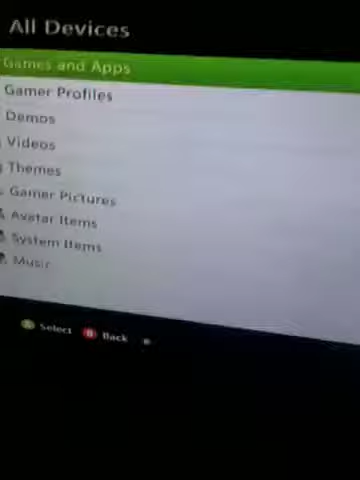 All Devices
Games and Apps
Gamer Profiles
Demos
Videos
Themes
Gamer Pictures
Avatar Items
System Items
Music
A Select B Back